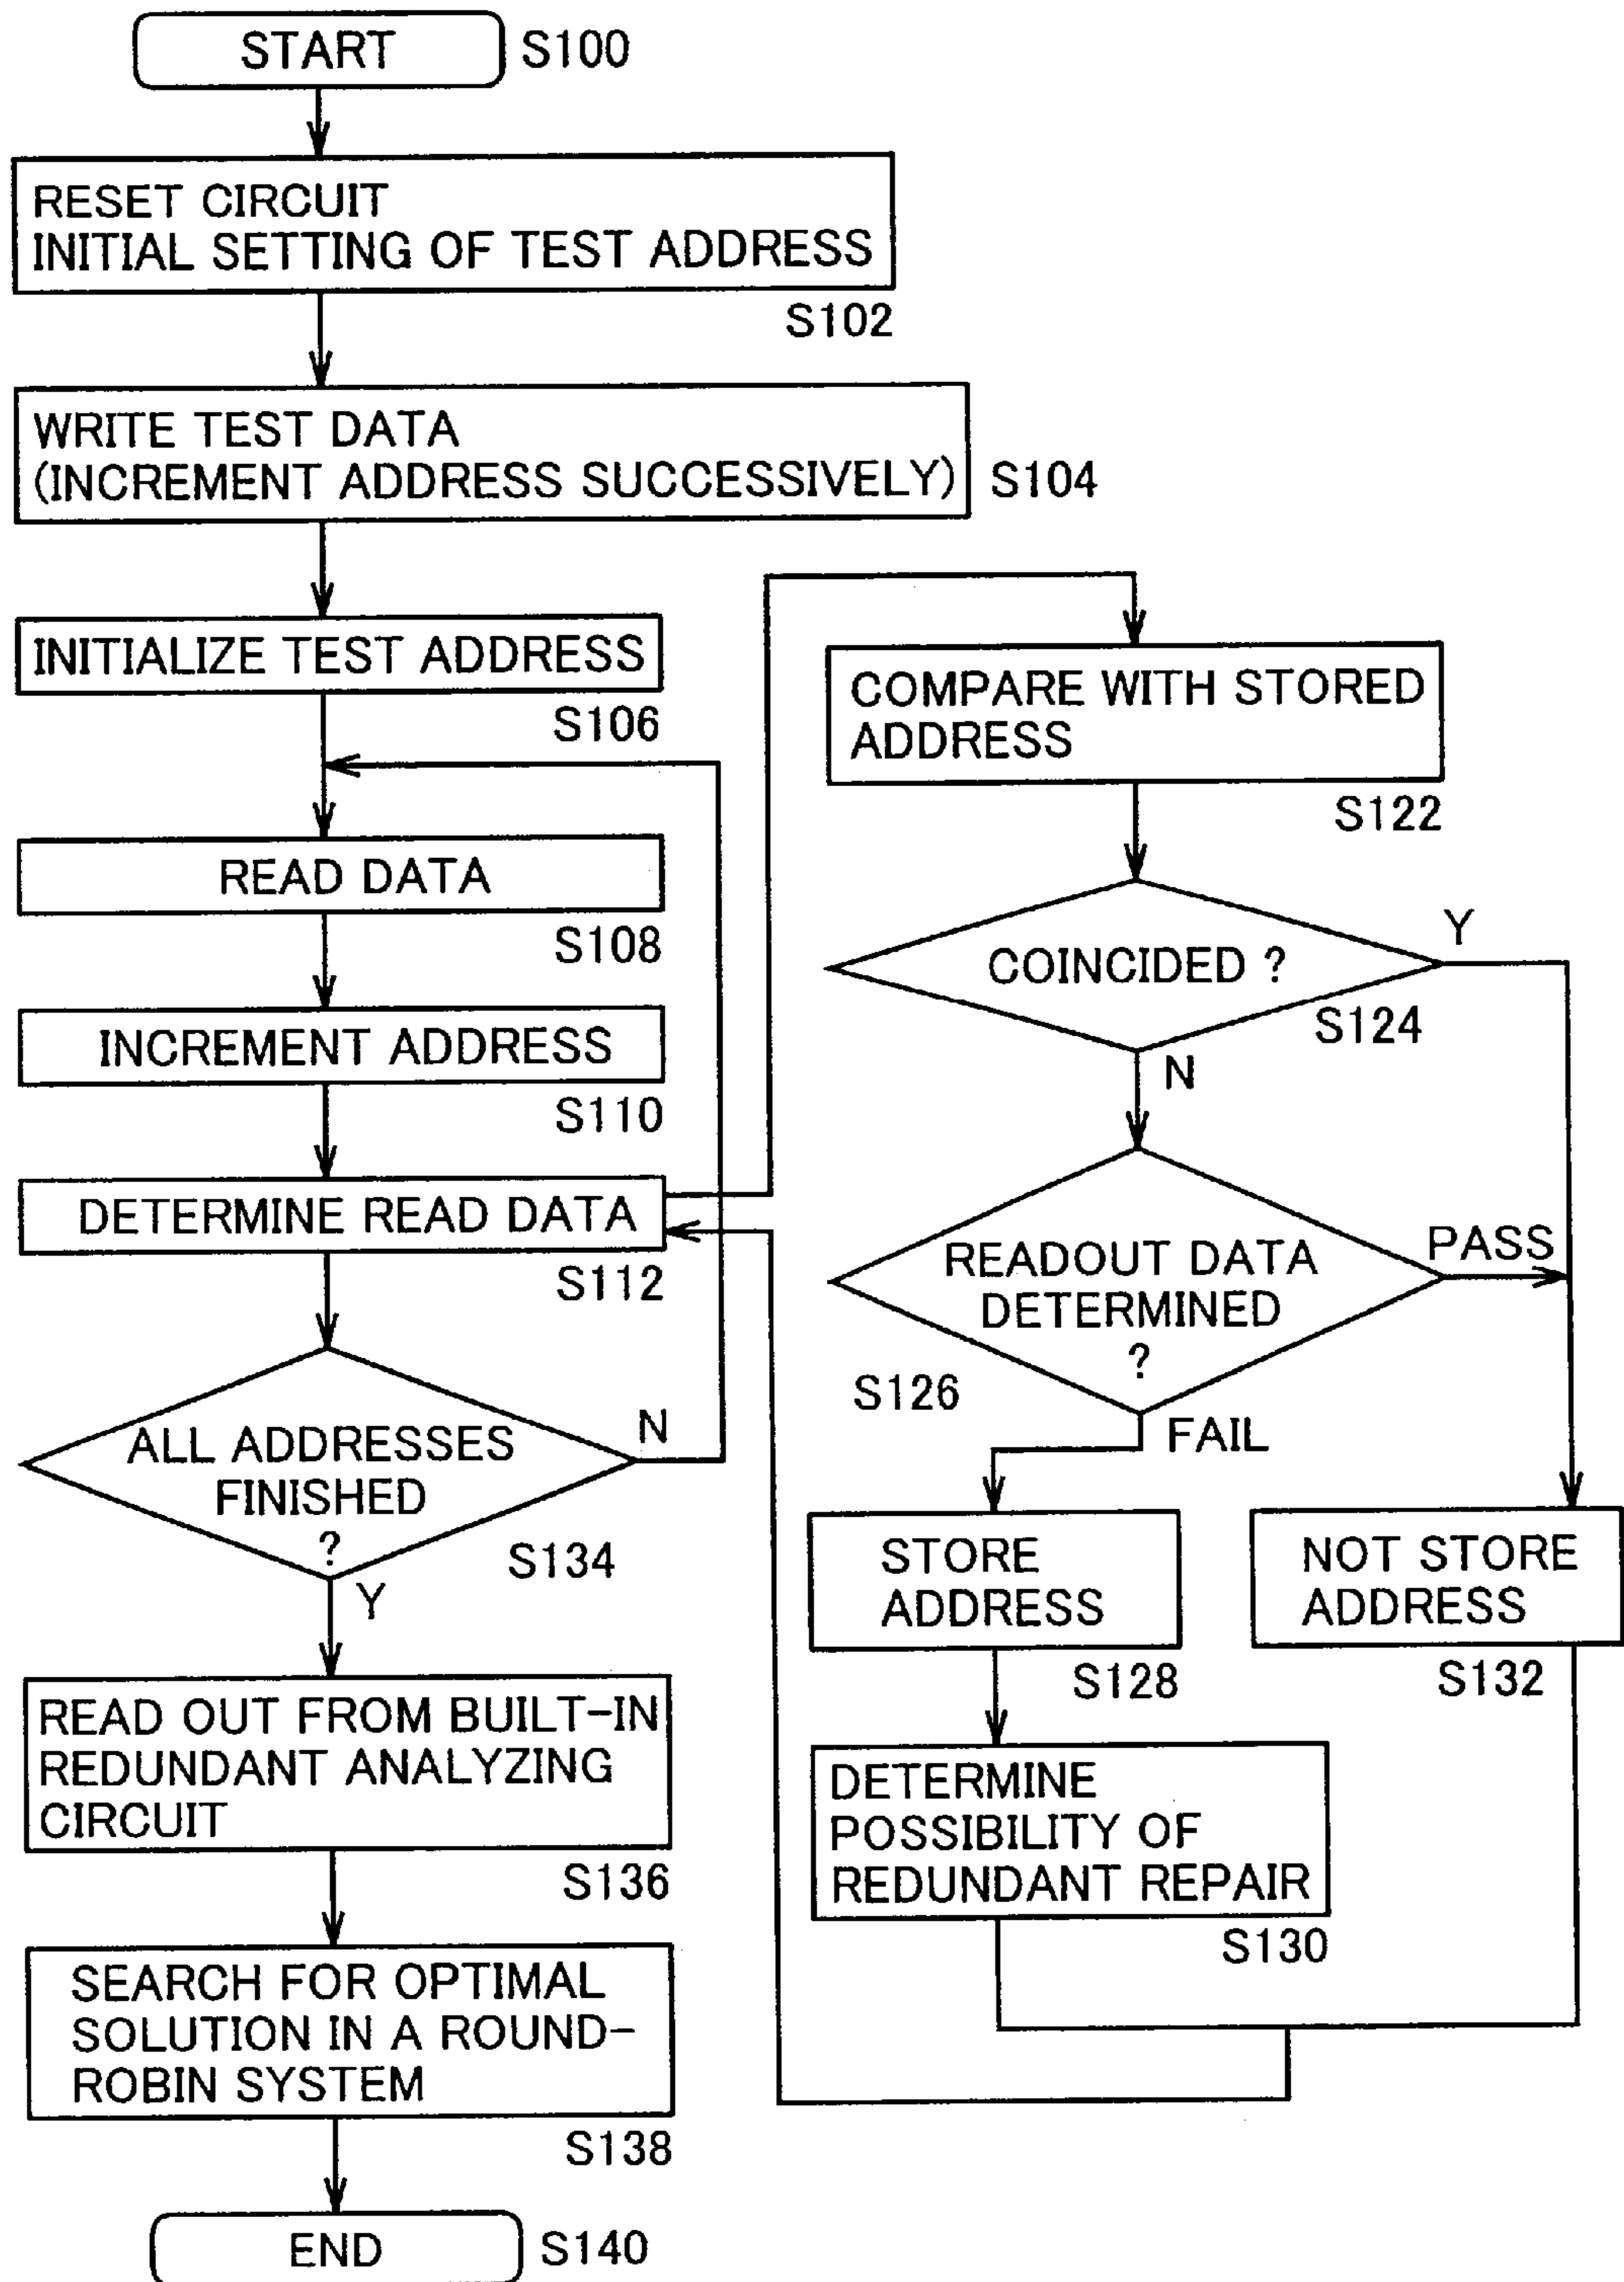 START
S100
RESET CIRCUIT
INITIAL SETTING OF TEST ADDRESS
S102
WRITE TEST DATA
(INCREMENT ADDRESS SUCCESSIVELY)
S104
INITIALIZE TEST ADDRESS
S106
READ DATA
S108
INCREMENT ADDRESS
S110
DETERMINE READ DATA
S112
ALL ADDRESSES
FINISHED
?
N
S134
Y
READ OUT FROM BUILT-IN
REDUNDANT ANALYZING
CIRCUIT
S136
SEARCH FOR OPTIMAL
SOLUTION IN A ROUND-
ROBIN SYSTEM
S138
END
S140
COMPARE WITH STORED
ADDRESS
S122
COINCIDED ?
Y
S124
N
READOUT DATA
DETERMINED
?
PASS
S126
FAIL
STORE
ADDRESS
S128
NOT STORE
ADDRESS
S132
DETERMINE
POSSIBILITY OF
REDUNDANT REPAIR
S130